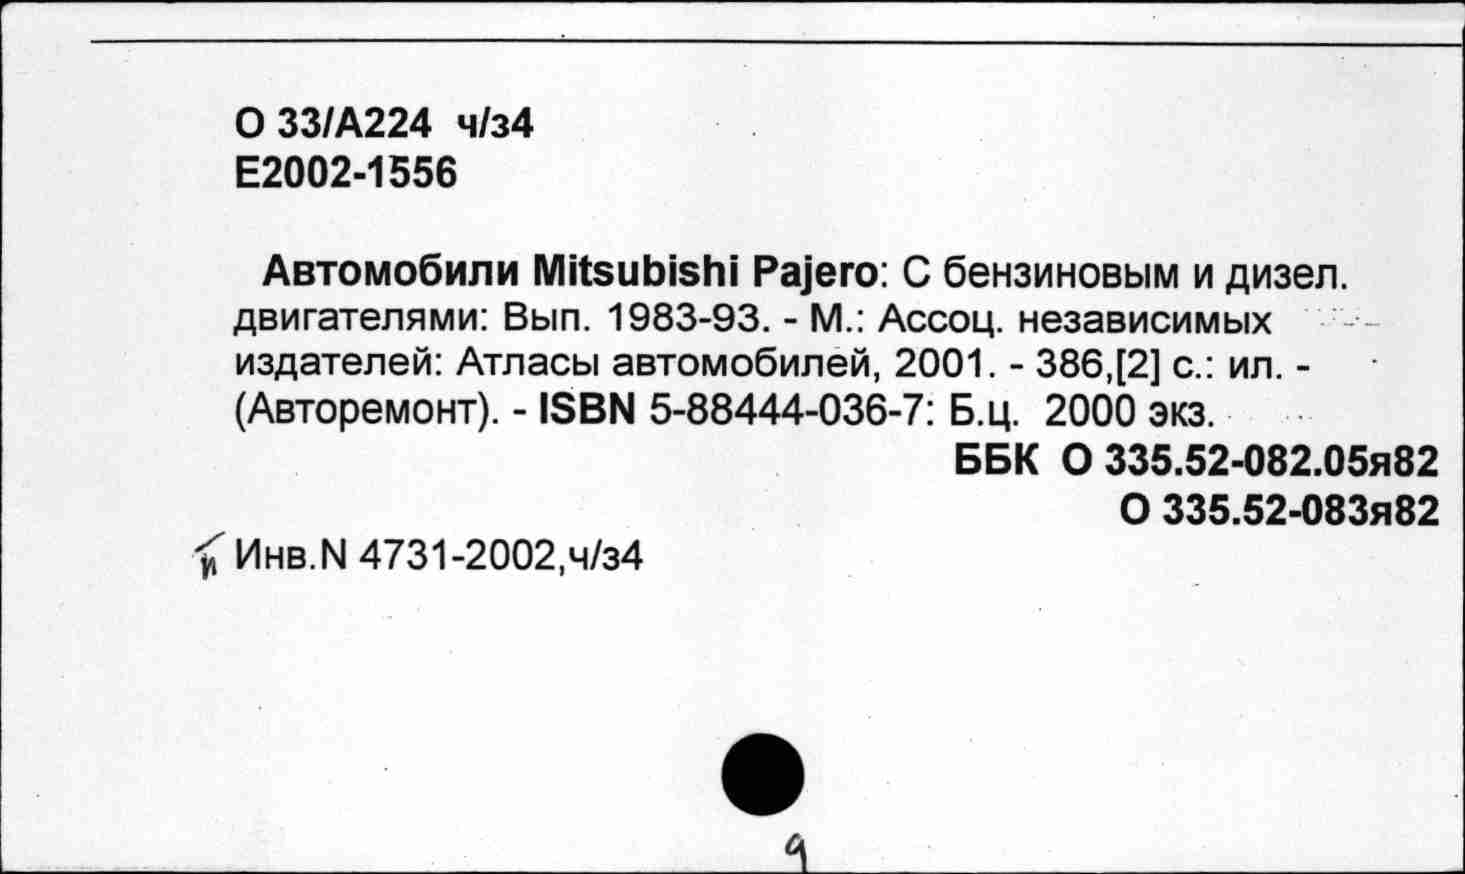 О 33/А224 ч/з4
Е2002-1556
Автомобили Mitsubishi Pajero: С бензиновым и дизел.
двигателями: Вып. 1983-93. - М.: Ассоц. независимых
издателей: Атласы автомобилей, 2001. - 386,[2] с.: ил. -
(Авторемонт). - ISBN 5-88444-036-7: Б.ц. 2000 экз.
ББК О 335.52-082.05я82
О 335.52-083я82
Инв.N 4731-2002,ч/з4